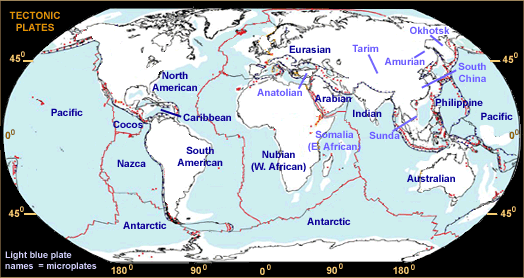 TECTONIC
PLATES
Okhotsk
Eurasian
Tarim
Amurian
45°
45°
South
China
North
American
Anatolian
Arabian
Indian
Philippine
Pacific
Caribbean
Cocos
Somalia
(E. African)
Sunda
Pacific
0°
0°
Nazca
South
American
Nubian
(W. African)
Australian
45°
45°
Antarctic
Antarctic
Light blue plate
names = microplates
180° 90° 0° 90° 180°